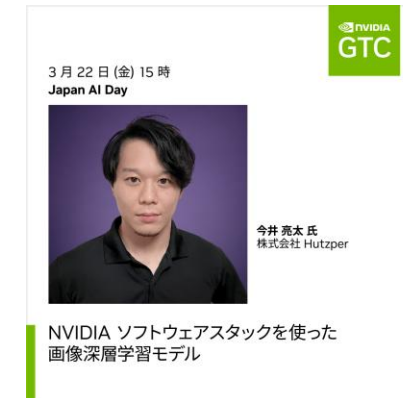 NVIDIA
GTC
3 月 22 日 (金) 15 時
Japan AI Day
今井 亮太 氏
株式会社 Hutzper
NVIDIA ソフトウェアスタックを使った
画像深層学習モデル